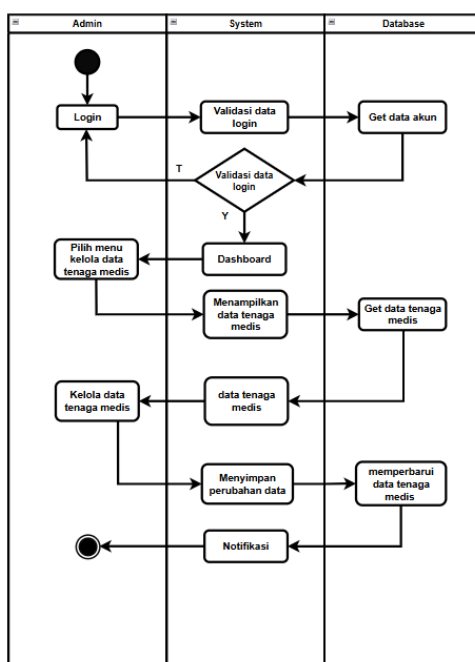 Admin
System
Database
Login
Validasi data
login
Get data akun
T
Validasi data
login
Y
Pilih menu
kelola data
tenaga medis
Dashboard
Menampilkan
data tenaga
medis
Get data tenaga
medis
Kelola data
tenaga medis
data tenaga
medis
Menyimpan
perubahan data
memperbarui
data tenaga
medis
Notifikasi